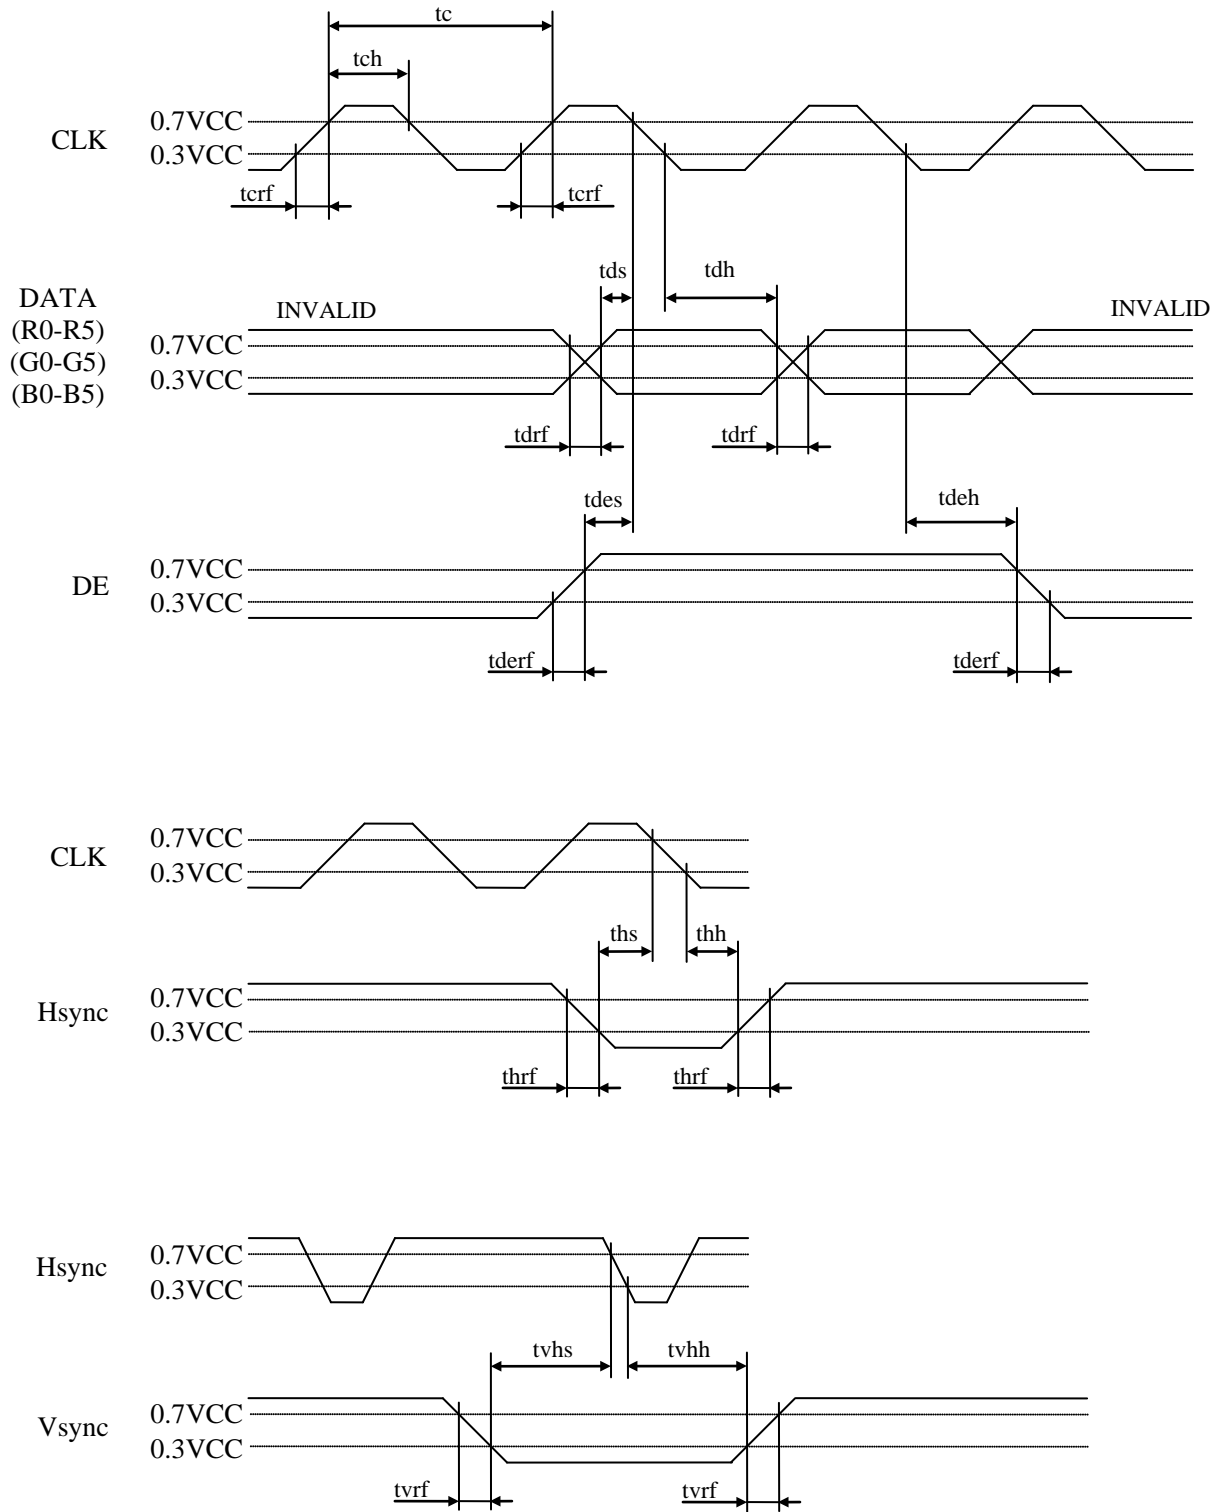 tc
tch
CLK
0.7VCC
0.3VCC
tcrf
tcrf
tds
tdh
DATA
(R0-R5)
(G0-G5)
(B0-B5)
INVALID
INVALID
0.7VCC
0.3VCC
tdrf
tdrf
tdes
tdeh
DE
0.7VCC
0.3VCC
tderf
tderf
CLK
0.7VCC
0.3VCC
ths
thh
Hsync
0.7VCC
0.3VCC
thrf
thrf
Hsync
0.7VCC
0.3VCC
tvhs
tvhh
Vsync
0.7VCC
0.3VCC
tvrf
tvrf